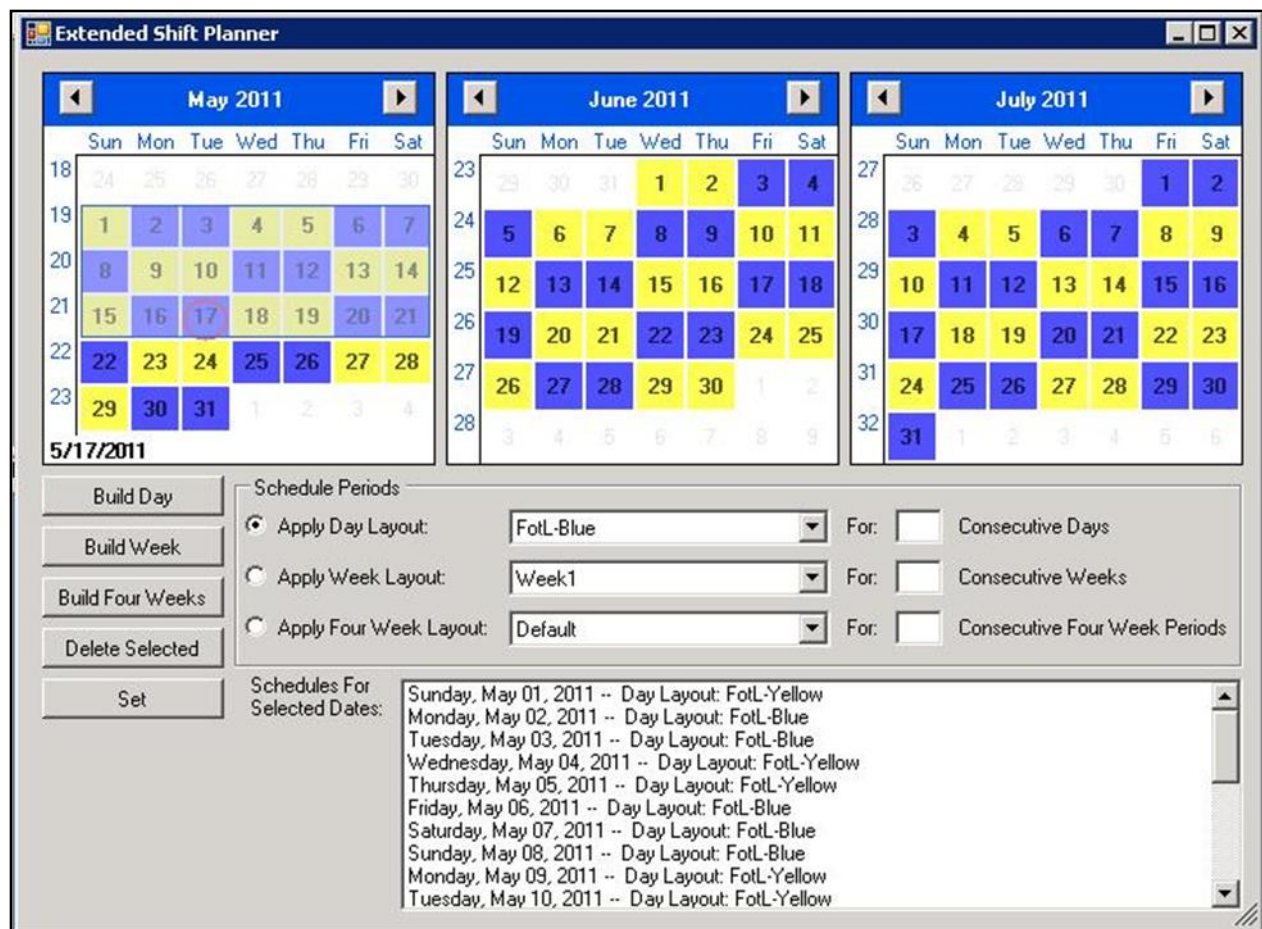 Extended Shift Planner
May 2011
Sun Mon Tue Wed Thu Fri Sat
18 24 25 26 27 28 29 30
19 1 2 3 4 5 6 7
20 8 9 10 11 12 13 14
21 15 16 17 18 19 20 21
22 22 23 24 25 26 27 28
23 29 30 31 1 2 3 4
5/17/2011
June 2011
Sun Mon Tue Wed Thu Fri Sat
23 29 30 31 1 2 3 4
24 5 6 7 8 9 10 11
25 12 13 14 15 16 17 18
26 19 20 21 22 23 24 25
27 26 27 28 29 30 1 2
28 3 4 5 6 7 8 9
July 2011
Sun Mon Tue Wed Thu Fri Sat
27 26 27 28 29 30 1 2
28 3 4 5 6 7 8 9
29 10 11 12 13 14 15 16
30 17 18 19 20 21 22 23
31 24 25 26 27 28 29 30
32 31 1 2 3 4 5 6
Build Day
Build Week
Build Four Weeks
Delete Selected
Set
Schedule Periods
Apply Day Layout: FotL-Blue For: Consecutive Days
Apply Week Layout: Week1 For: Consecutive Weeks
Apply Four Week Layout: Default For: Consecutive Four Week Periods
Schedules For
Selected Dates:
Sunday, May 01, 2011 -- Day Layout: FotL-Yellow
Monday, May 02, 2011 -- Day Layout: FotL-Blue
Tuesday, May 03, 2011 -- Day Layout: FotL-Blue
Wednesday, May 04, 2011 -- Day Layout: FotL-Yellow
Thursday, May 05, 2011 -- Day Layout: FotL-Yellow
Friday, May 06, 2011 -- Day Layout: FotL-Blue
Saturday, May 07, 2011 -- Day Layout: FotL-Blue
Sunday, May 08, 2011 -- Day Layout: FotL-Blue
Monday, May 09, 2011 -- Day Layout: FotL-Yellow
Tuesday, May 10, 2011 -- Day Layout: FotL-Yellow